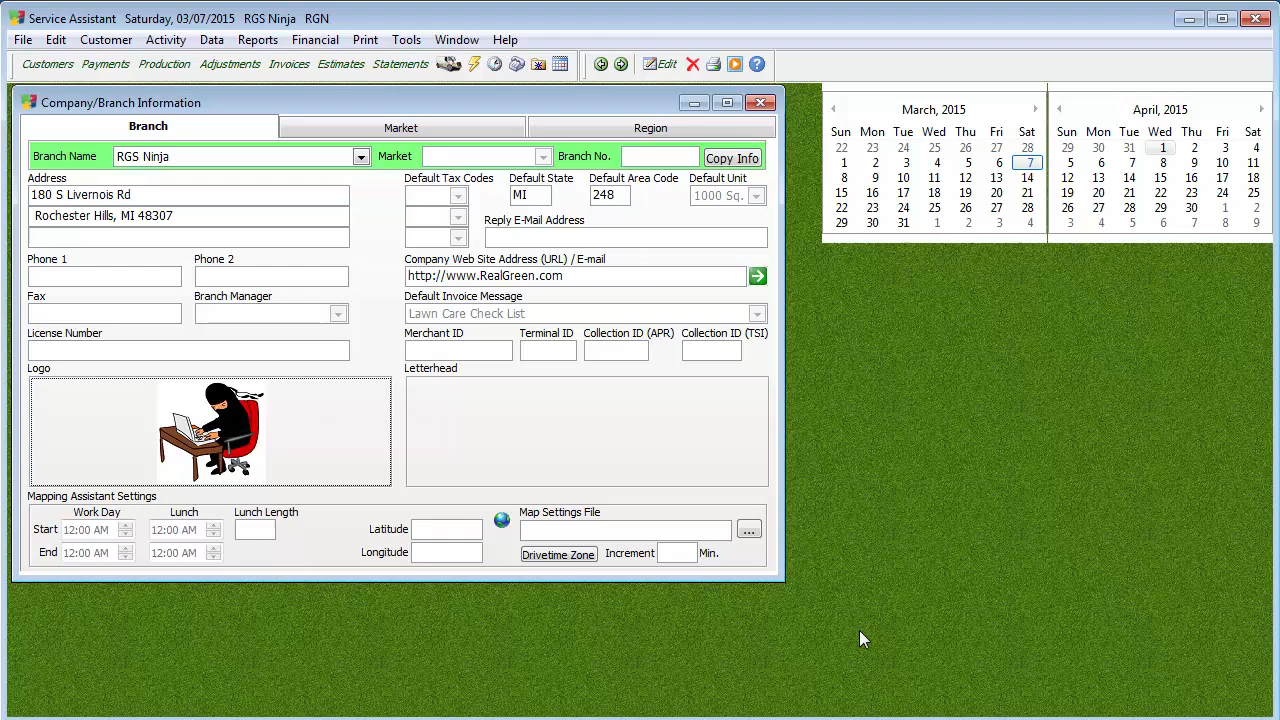 Service Assistant Saturday, 03/07/2015 RGS Ninja RGN
File Edit Customer Activity Data Reports Financial Print Tools Window Help
Customers Payments Production Adjustments Invoices Estimates Statements Edit
Company/Branch Information
Branch Market Region
Branch Name RGS Ninja Market Branch No. Copy Info
Address Default Tax Codes Default State Default Area Code Default Unit
180 S Livernois Rd MI 248 1000 Sq.
Rochester Hills, MI 48307
Reply E-Mail Address
Phone 1 Phone 2 Company Web Site Address (URL) / E-mail
http://www.RealGreen.com
Fax Branch Manager Default Invoice Message
Lawn Care Check List
License Number Merchant ID Terminal ID Collection ID (APR) Collection ID (TSI)
Logo Letterhead
Mapping Assistant Settings
Work Day Lunch Lunch Length Map Settings File
Start 12:00 AM 12:00 AM Latitude ...
End 12:00 AM 12:00 AM Longitude Drivetime Zone Increment Min.
March, 2015
Sun Mon Tue Wed Thu Fri Sat
22 23 24 25 26 27 28
1 2 3 4 5 6 7
8 9 10 11 12 13 14
15 16 17 18 19 20 21
22 23 24 25 26 27 28
29 30 31 1 2 3 4
April, 2015
Sun Mon Tue Wed Thu Fri Sat
29 30 31 1 2 3 4
5 6 7 8 9 10 11
12 13 14 15 16 17 18
19 20 21 22 23 24 25
26 27 28 29 30 1 2
3 4 5 6 7 8 9